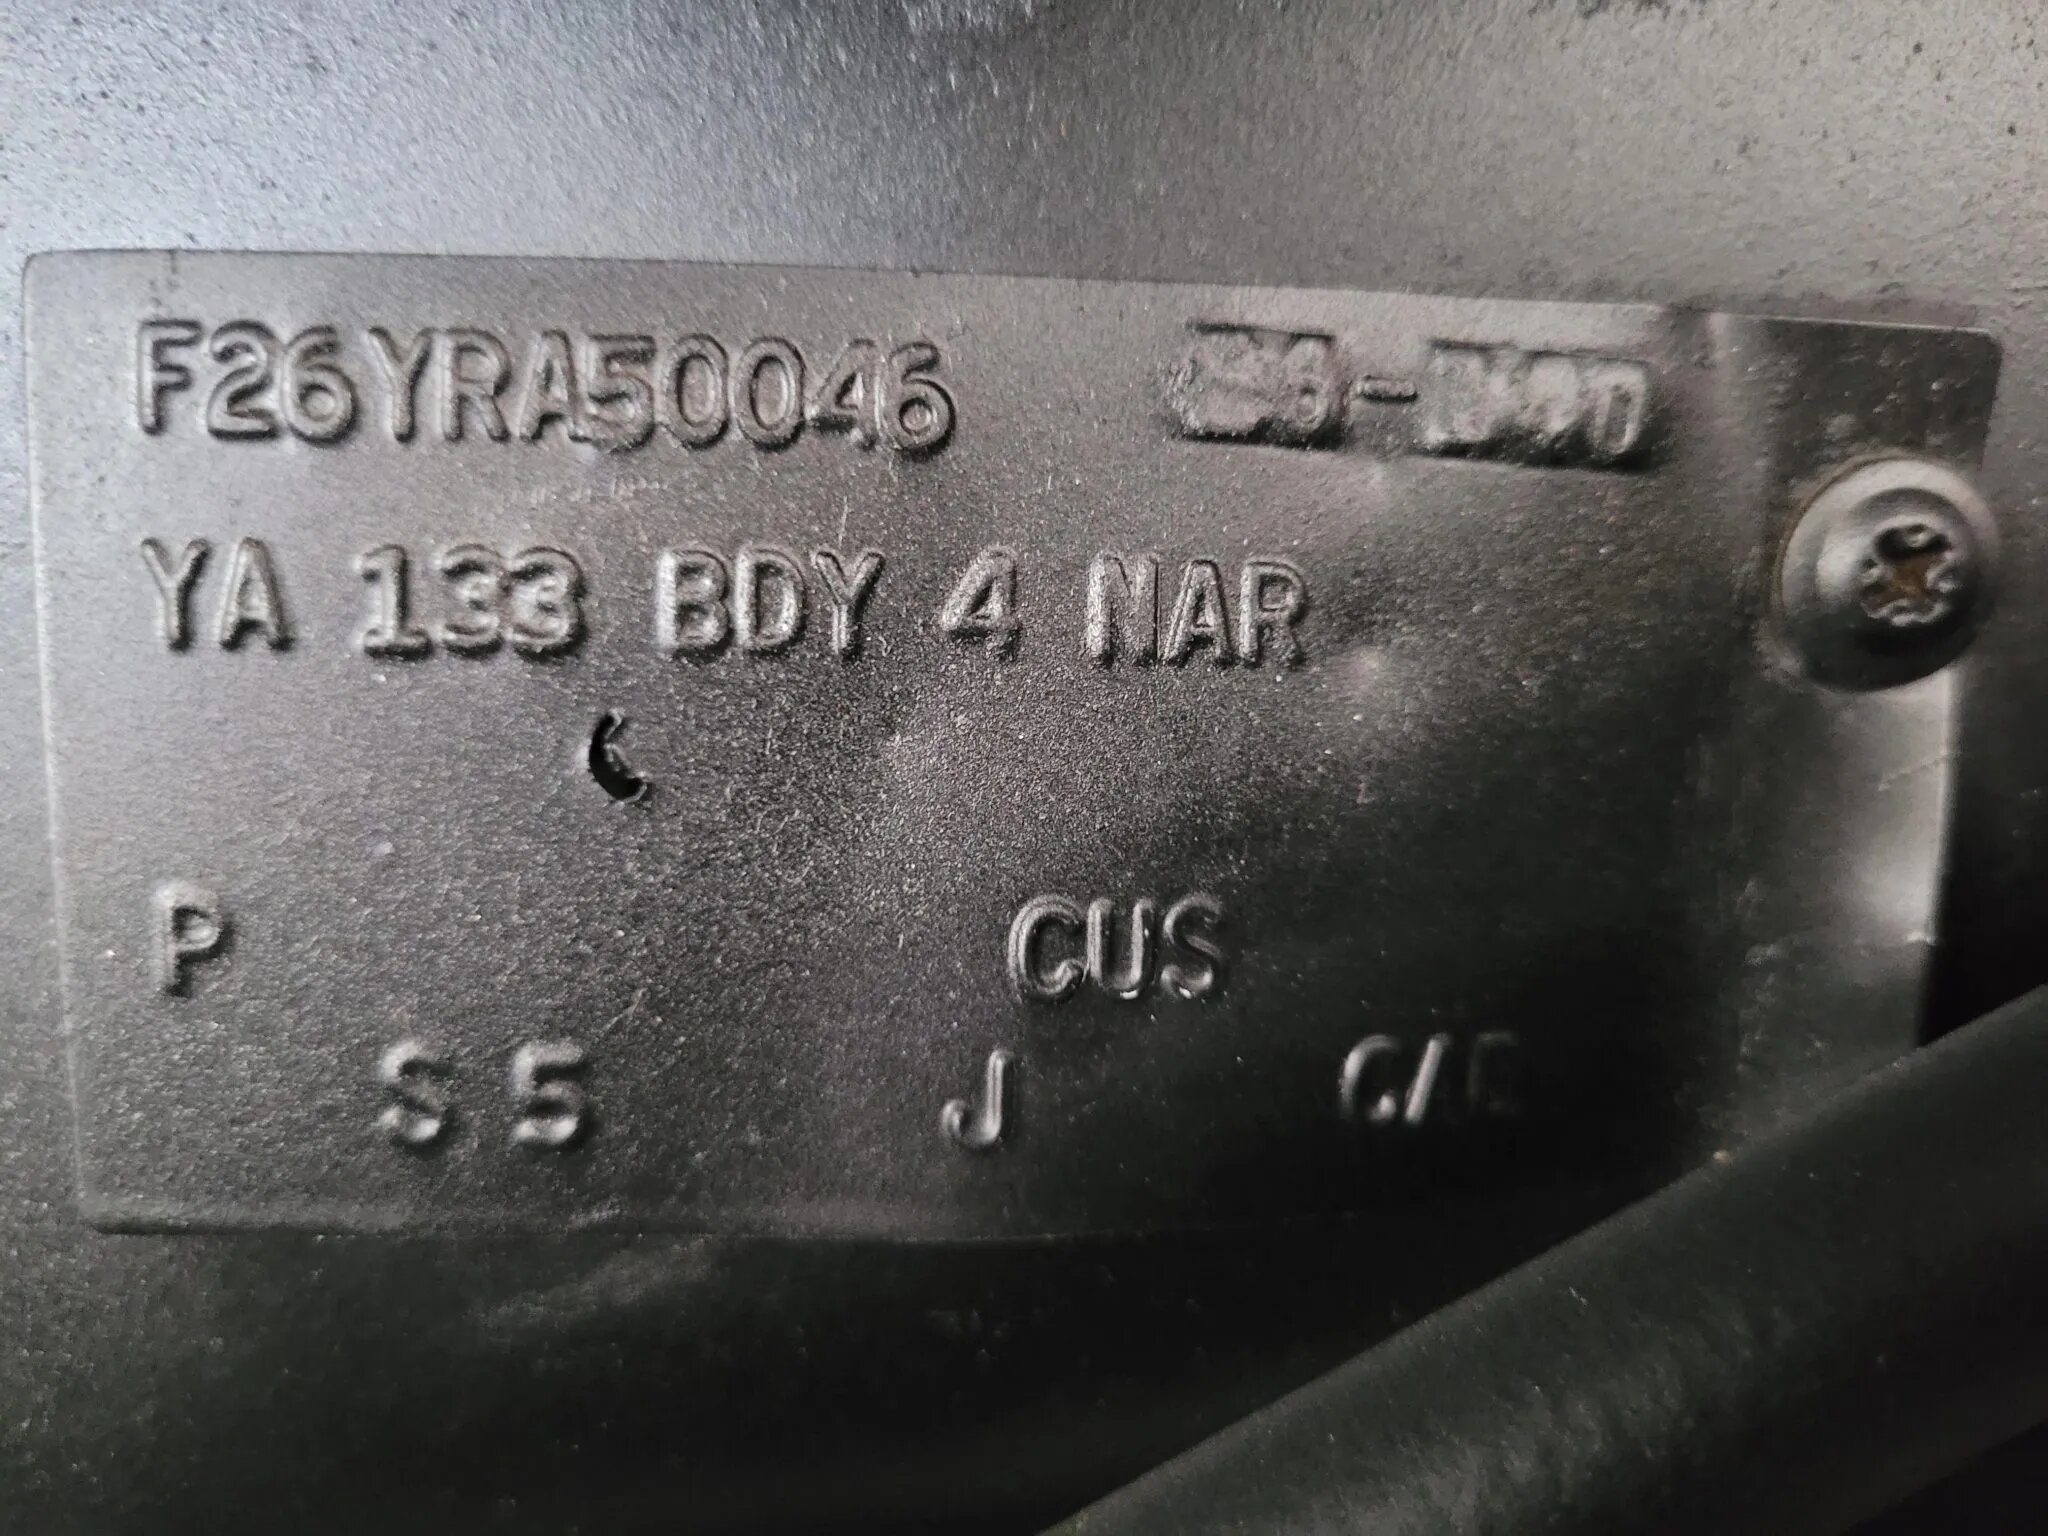 F26YRA50046
YA 133 BDY 4 NAR
P CUS
S 5 J